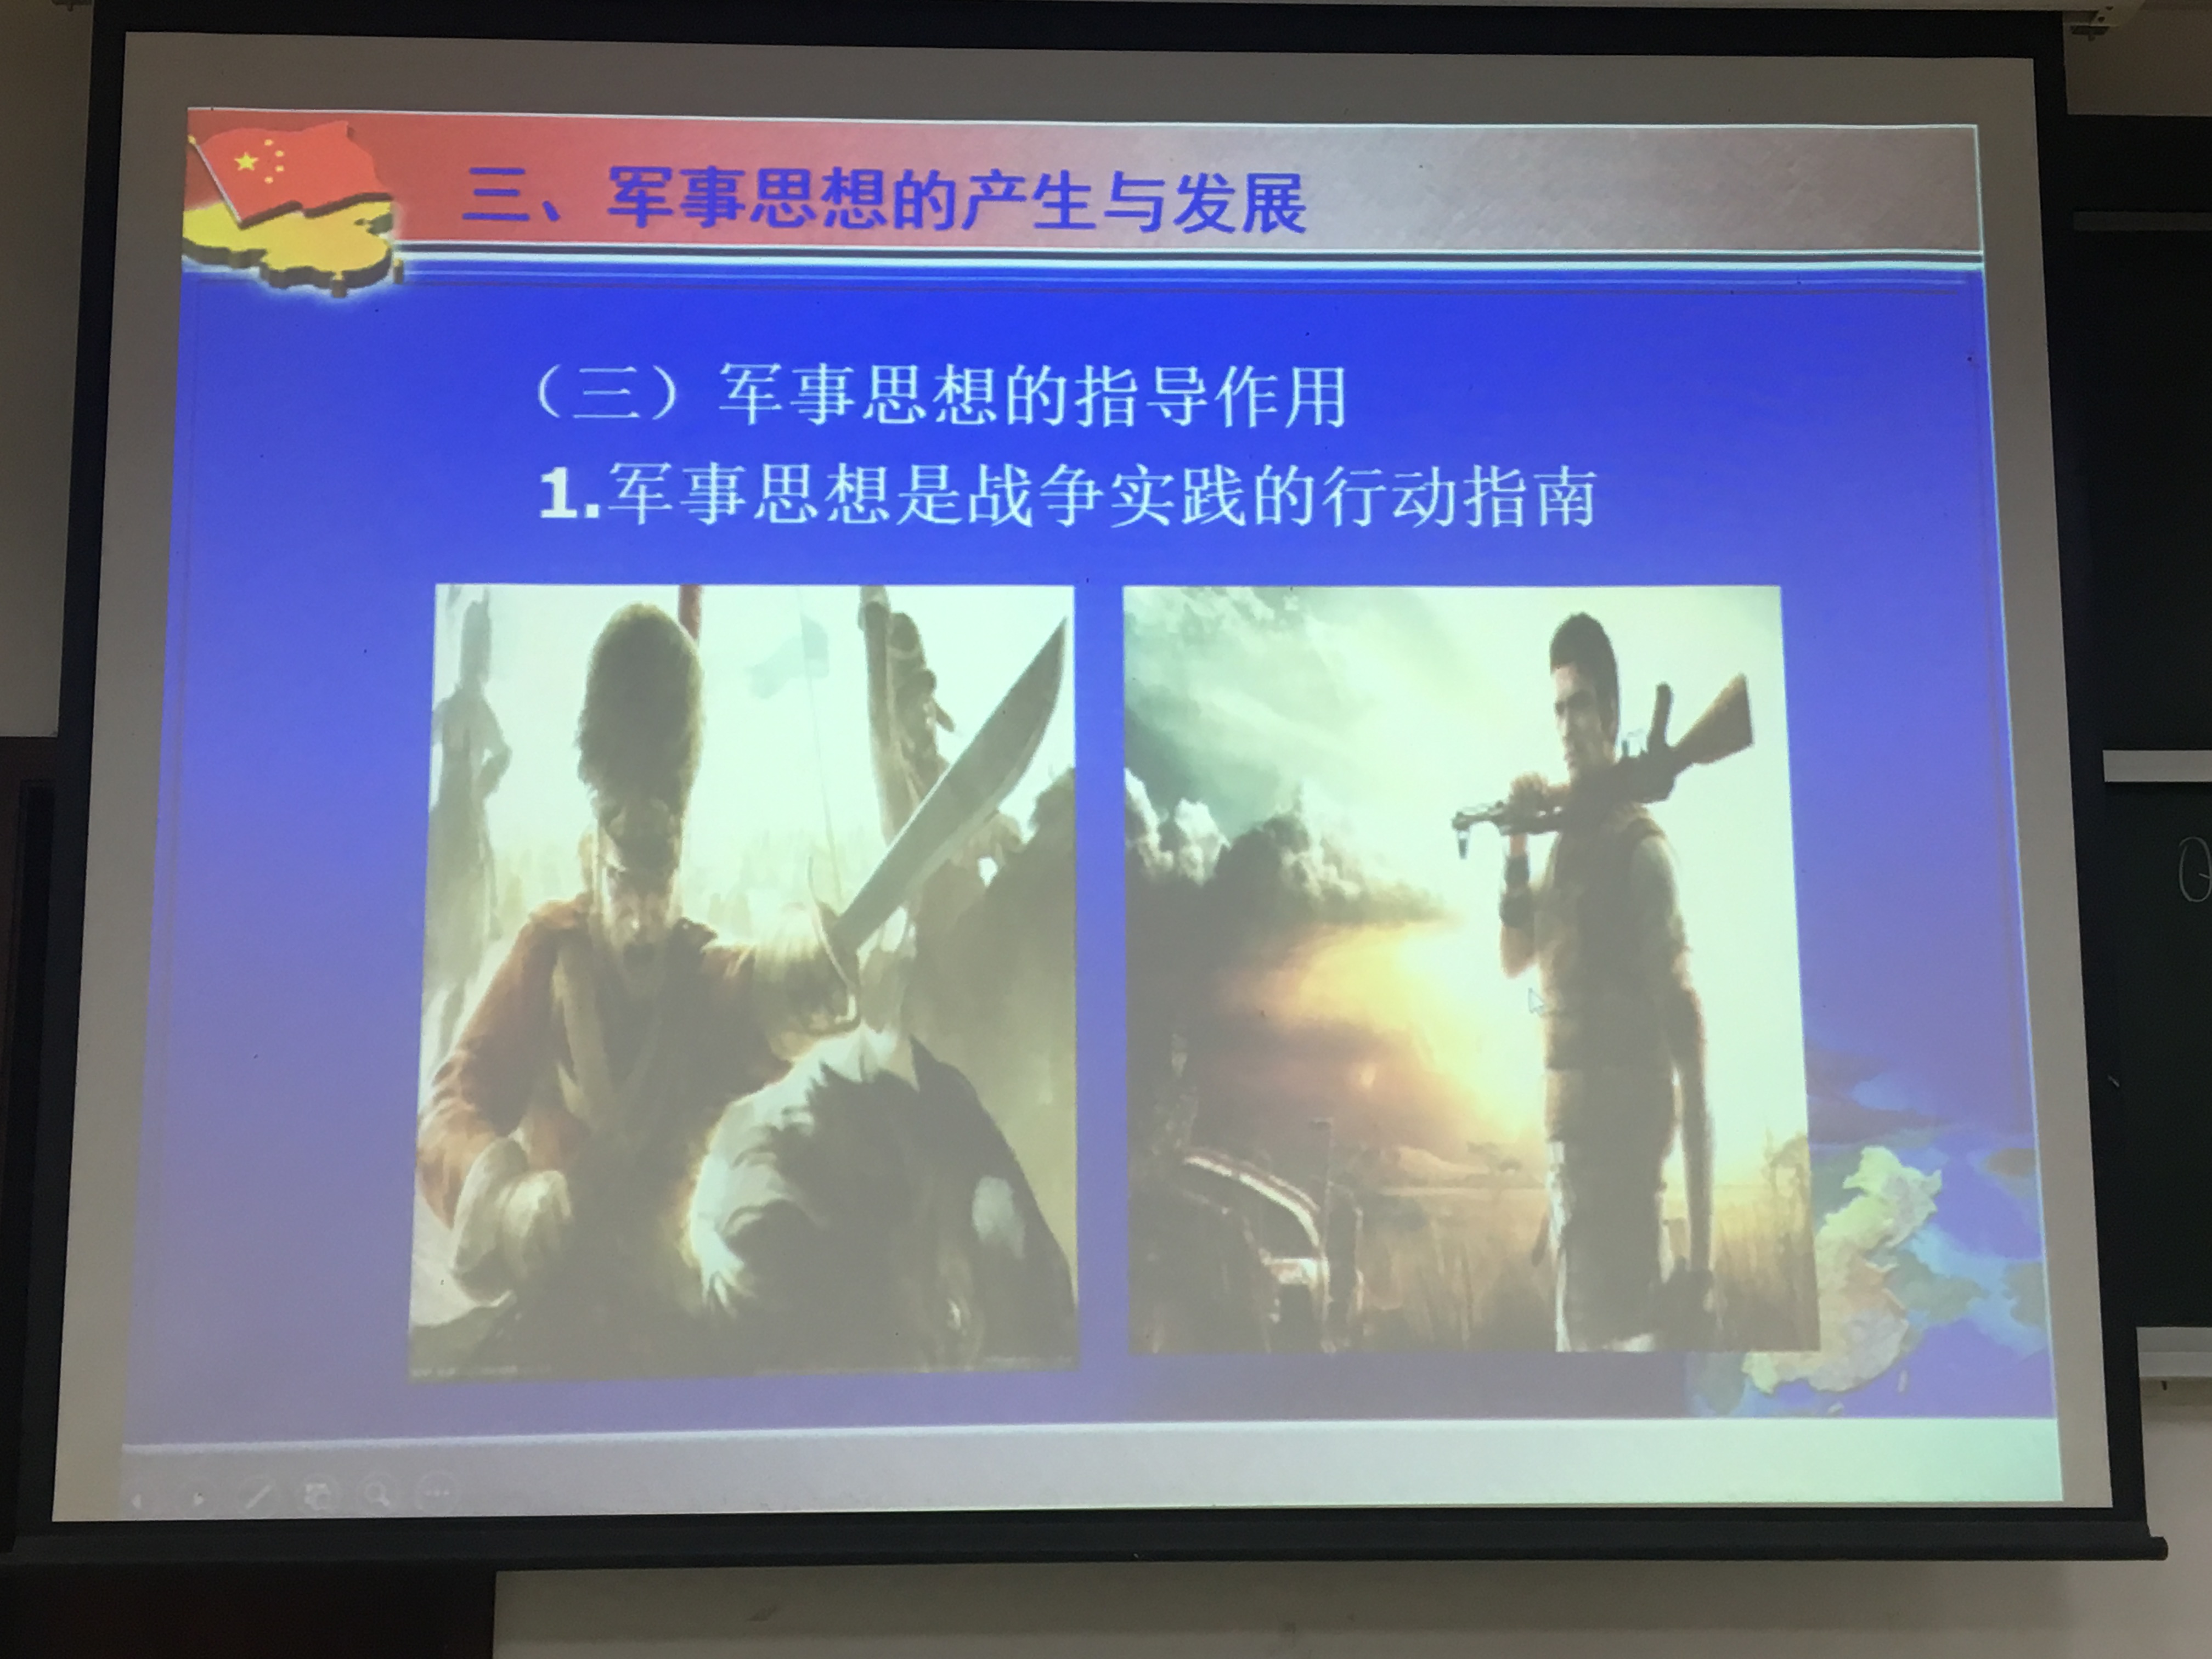 三、军事思想的产生与发展
（三）军事思想的指导作用
1.军事思想是战争实践的行动指南